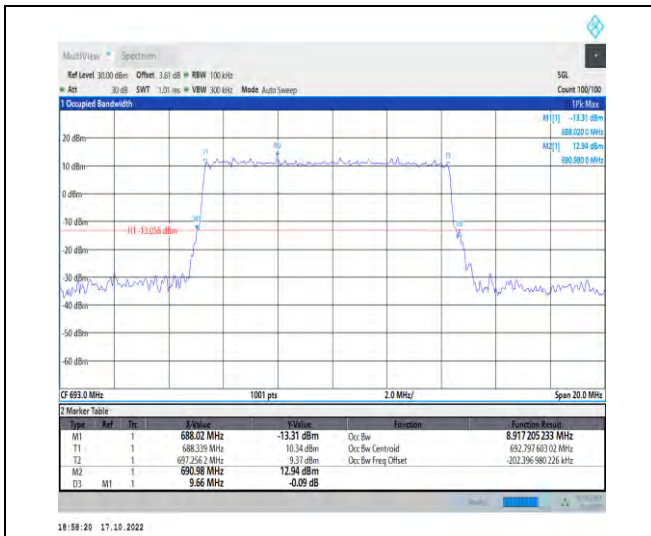 MultiView Spectrum
Ref Level 30.00 dBm Offset 3.61 dB RBW 100 kHz SGL
Att 30 dB SWT 1.01 ms VBW 300 kHz Mode Auto Sweep Count 100/100
1 Occupied Bandwidth 1Pk Max
M1[1] -13.31 dBm
688.020 0 MHz
M2[1] 12.94 dBm
690.980 0 MHz
20 dBm
10 dBm
0 dBm
-10 dBm
H1 -13.056 dBm
-30 dBm
-40 dBm
-50 dBm
-60 dBm
CF 693.0 MHz 1001 pts 2.0 MHz/ Span 20.0 MHz
2 Marker Table
Type Ref Trc X-Value Y-Value Function Function Result
M1 1 688.02 MHz -13.31 dBm Occ Bw 8.917 205 233 MHz
T1 1 688.339 MHz 10.34 dBm Occ Bw Centroid 692.797 603 02 MHz
T2 1 697.256 2 MHz 9.37 dBm Occ Bw Freq Offset -202.396 980 226 kHz
M2 1 690.98 MHz 12.94 dBm
D3 M1 1 9.66 MHz -0.09 dB
18:58:20 17.10.2022